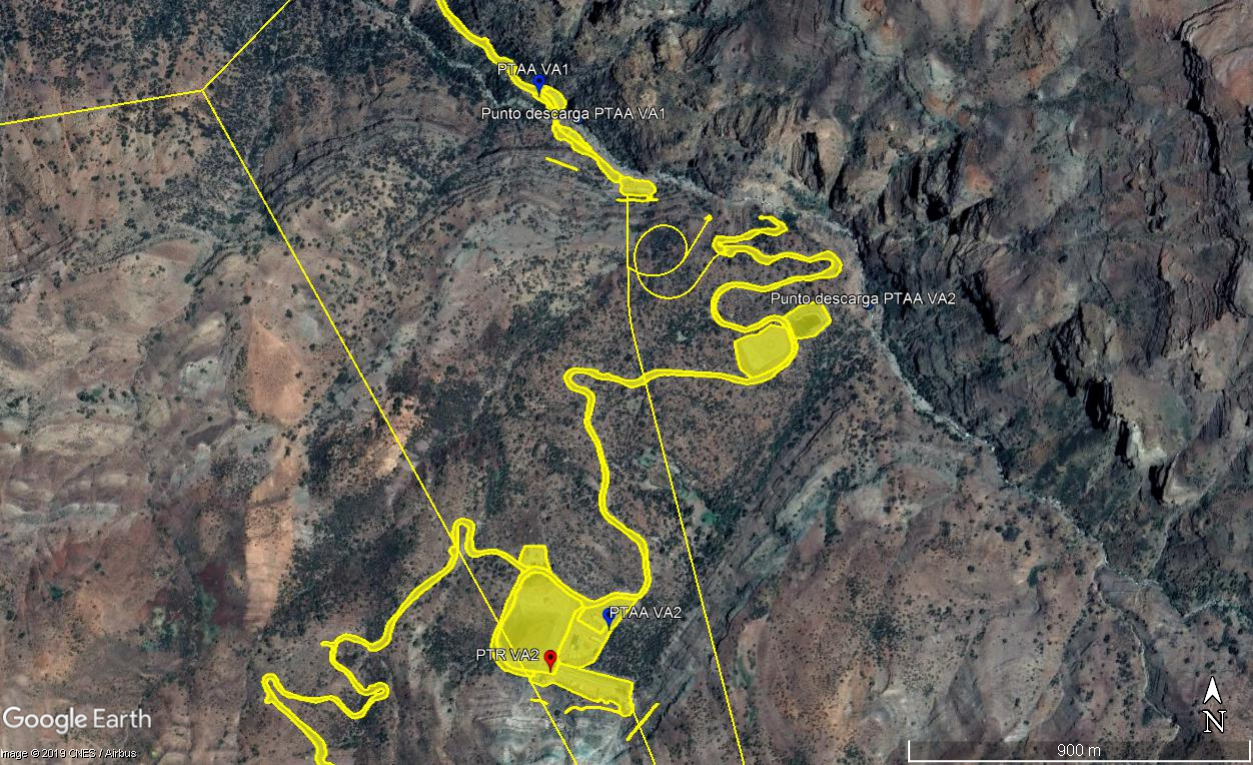 PTAA VA1
Punto descarga PTAA VA1
Punto descarga PTAA VA2
PTAA VA2
PTR VA2
N
Google Earth
900 m
mage © 2019 CNES / Airbus